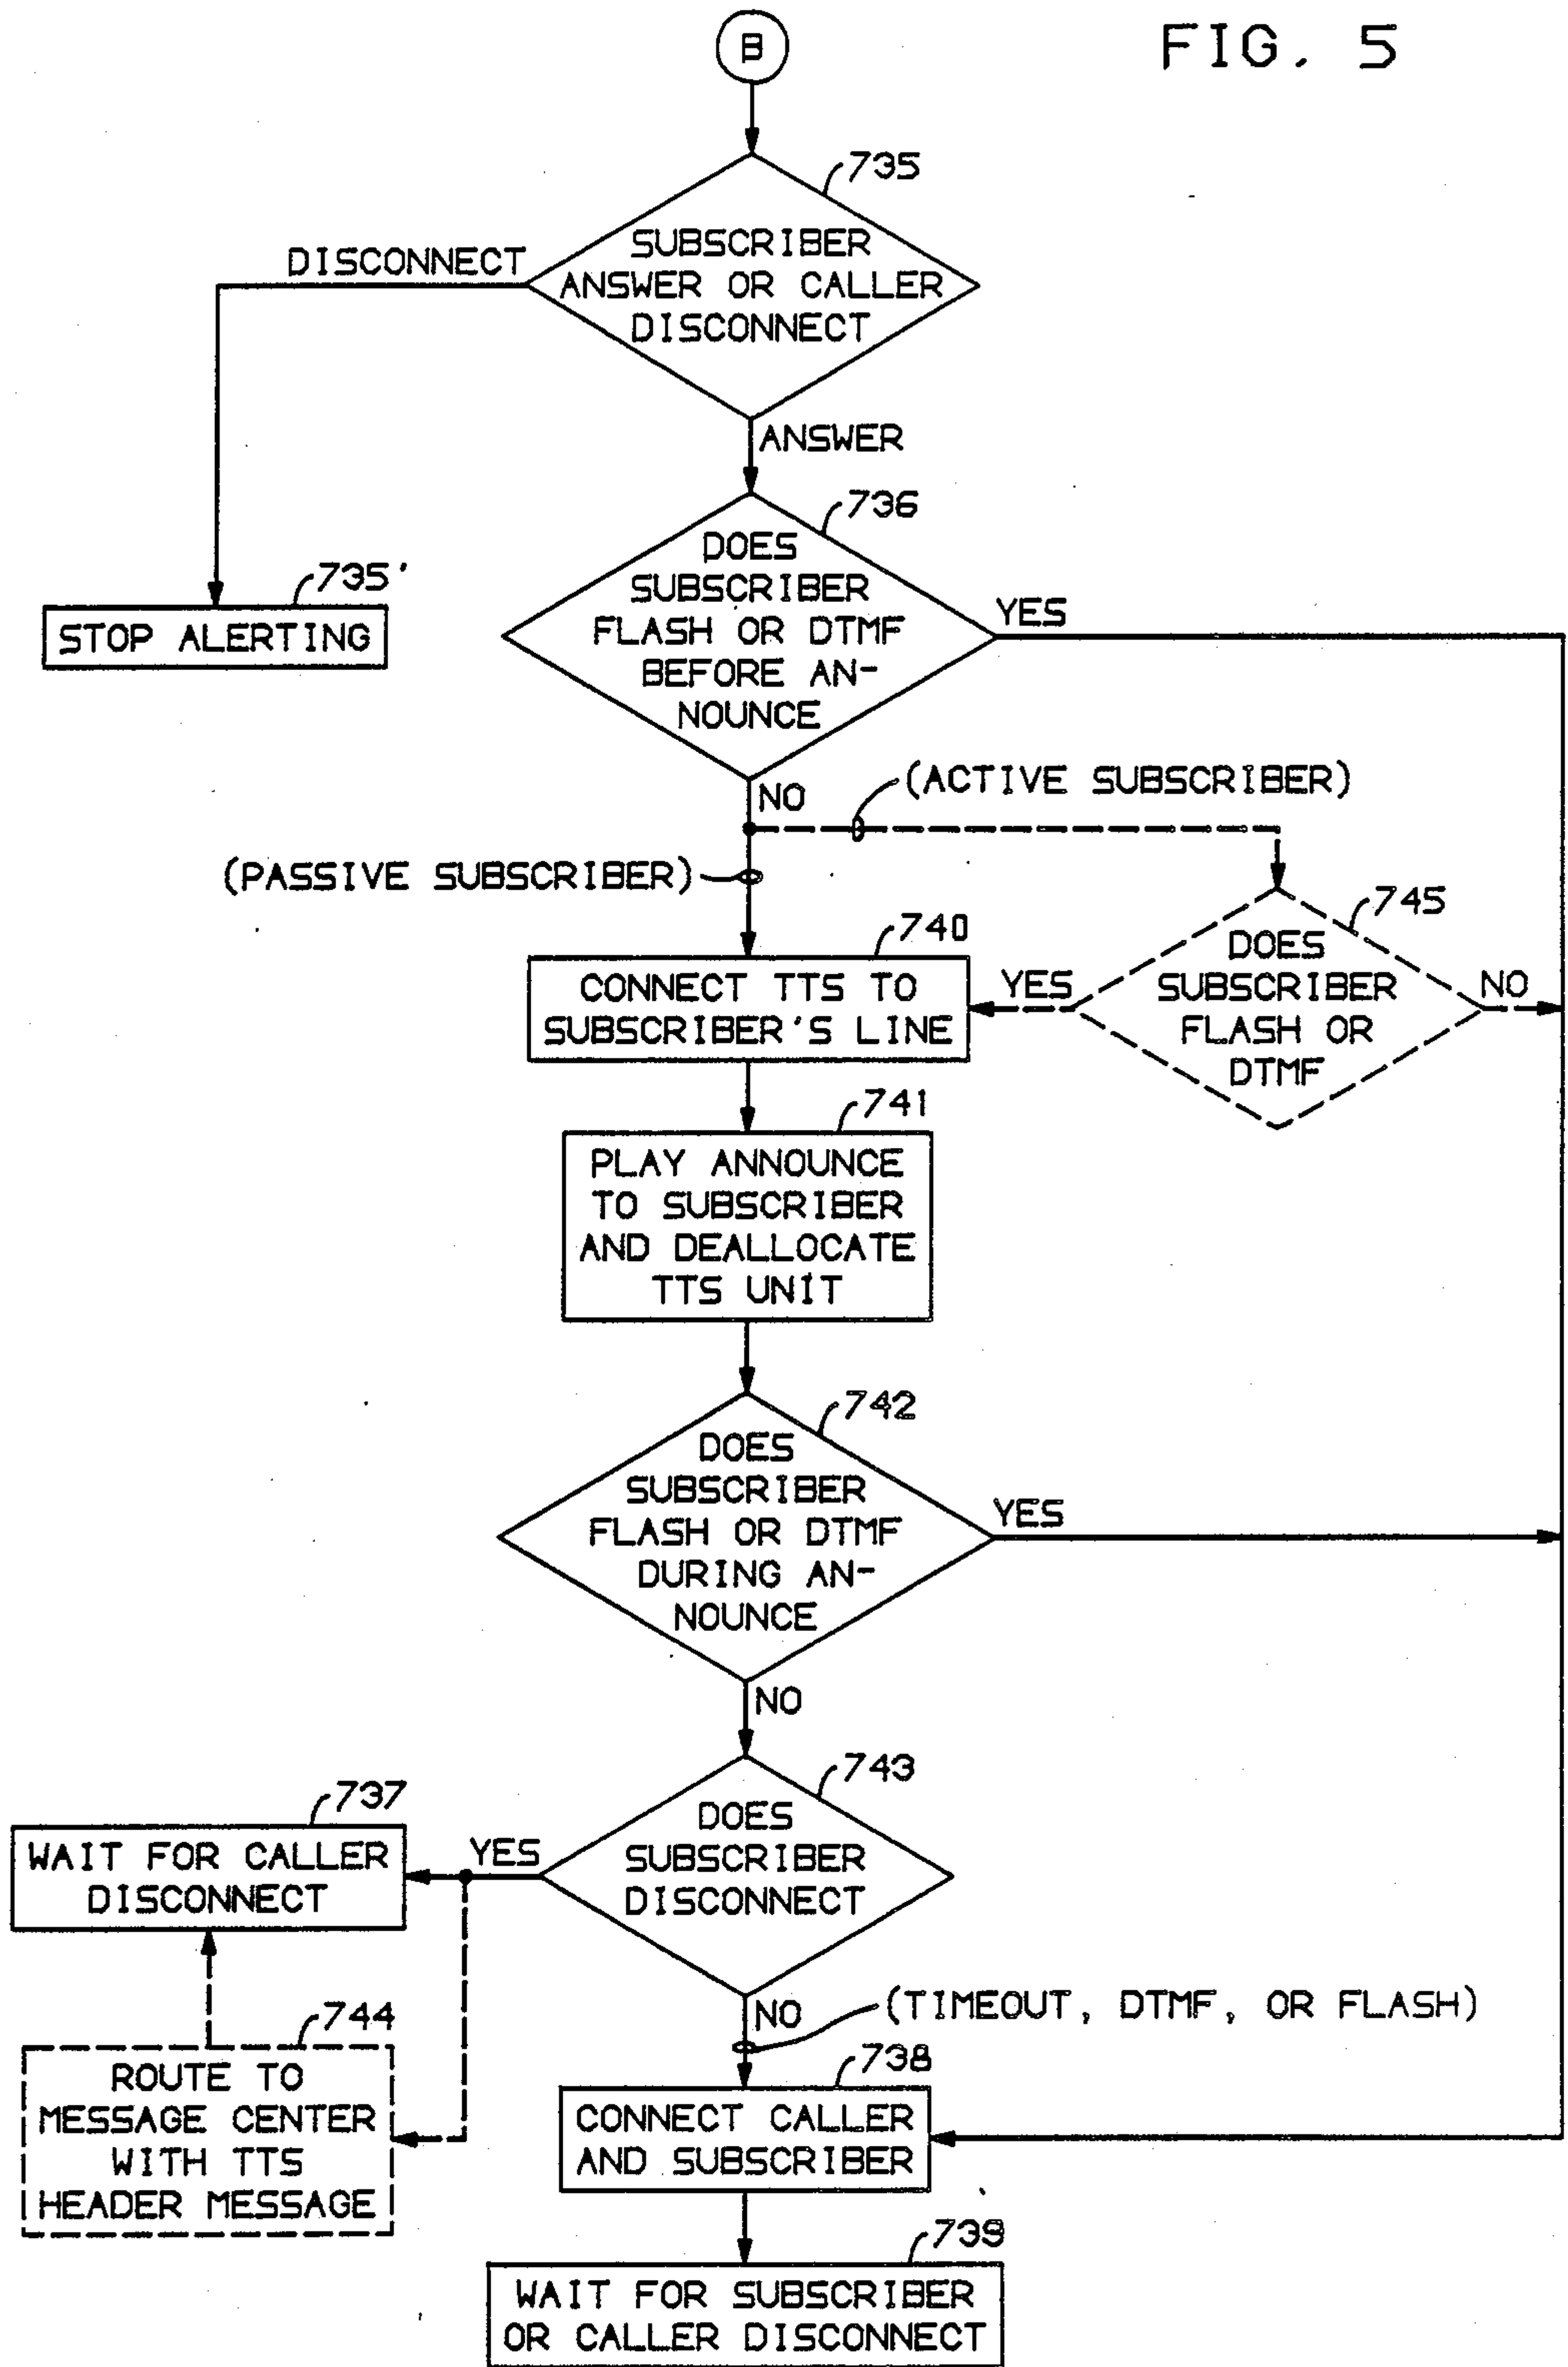 FIG. 5
B
735
SUBSCRIBER
ANSWER OR CALLER
DISCONNECT
DISCONNECT
ANSWER
735'
STOP ALERTING
736
DOES
SUBSCRIBER
FLASH OR DTMF
BEFORE AN-
NOUNCE
YES
NO
(ACTIVE SUBSCRIBER)
(PASSIVE SUBSCRIBER)
745
DOES
SUBSCRIBER
FLASH OR
DTMF
YES
NO
740
CONNECT TTS TO
SUBSCRIBER'S LINE
741
PLAY ANNOUNCE
TO SUBSCRIBER
AND DEALLOCATE
TTS UNIT
742
DOES
SUBSCRIBER
FLASH OR DTMF
DURING AN-
NOUNCE
YES
NO
743
DOES
SUBSCRIBER
DISCONNECT
YES
737
WAIT FOR CALLER
DISCONNECT
NO
(TIMEOUT, DTMF, OR FLASH)
744
ROUTE TO
MESSAGE CENTER
WITH TTS
HEADER MESSAGE
738
CONNECT CALLER
AND SUBSCRIBER
739
WAIT FOR SUBSCRIBER
OR CALLER DISCONNECT